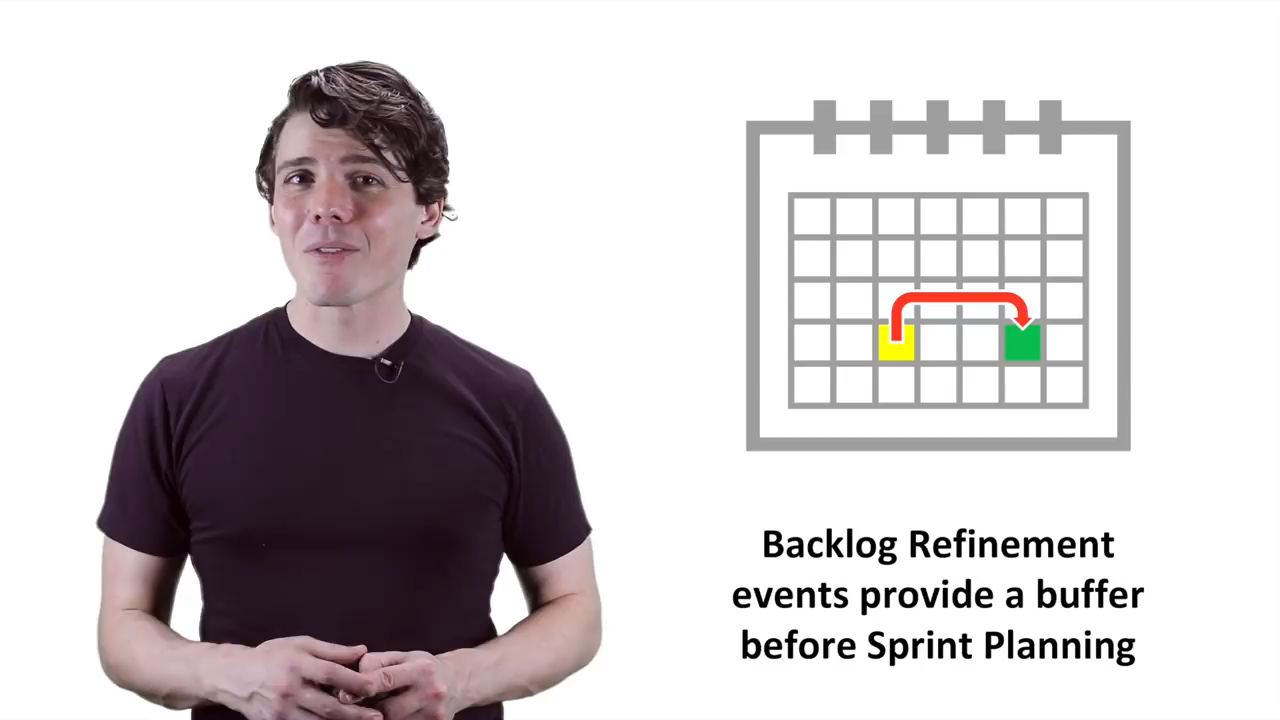 Backlog Refinement
events provide a buffer
before Sprint Planning